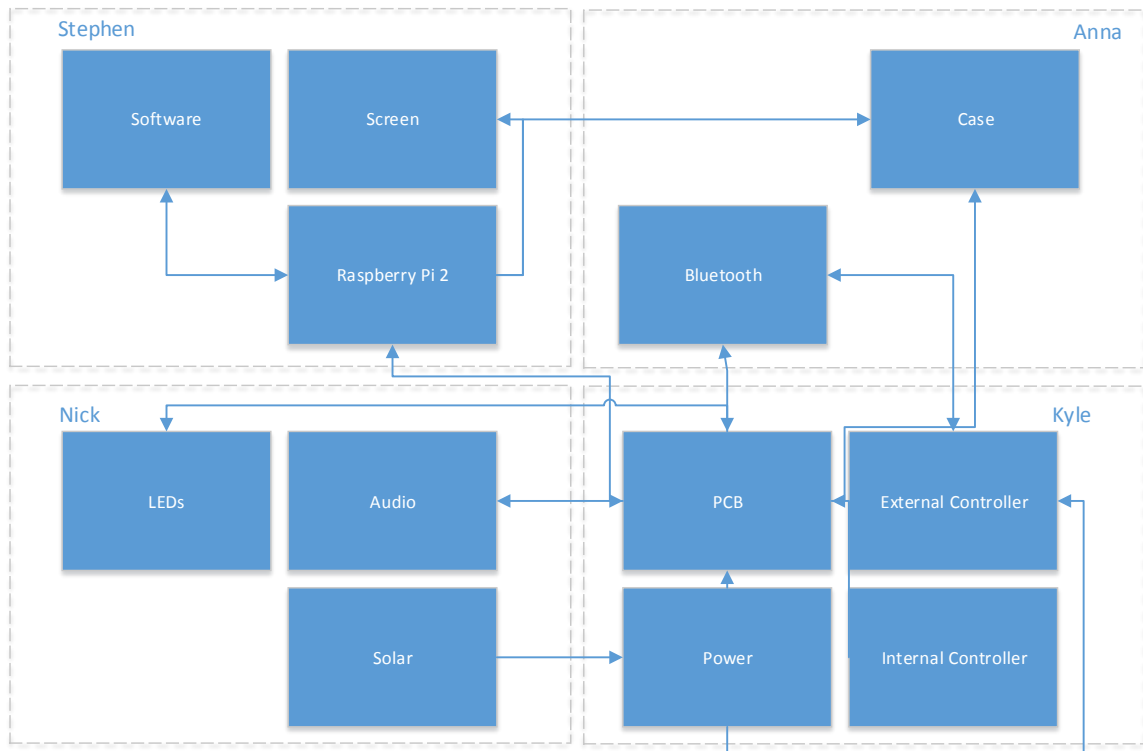 Stephen
Anna
Software
Screen
Case
Raspberry Pi 2
Bluetooth
Nick
Kyle
LEDs
Audio
PCB
External Controller
Solar
Power
Internal Controller